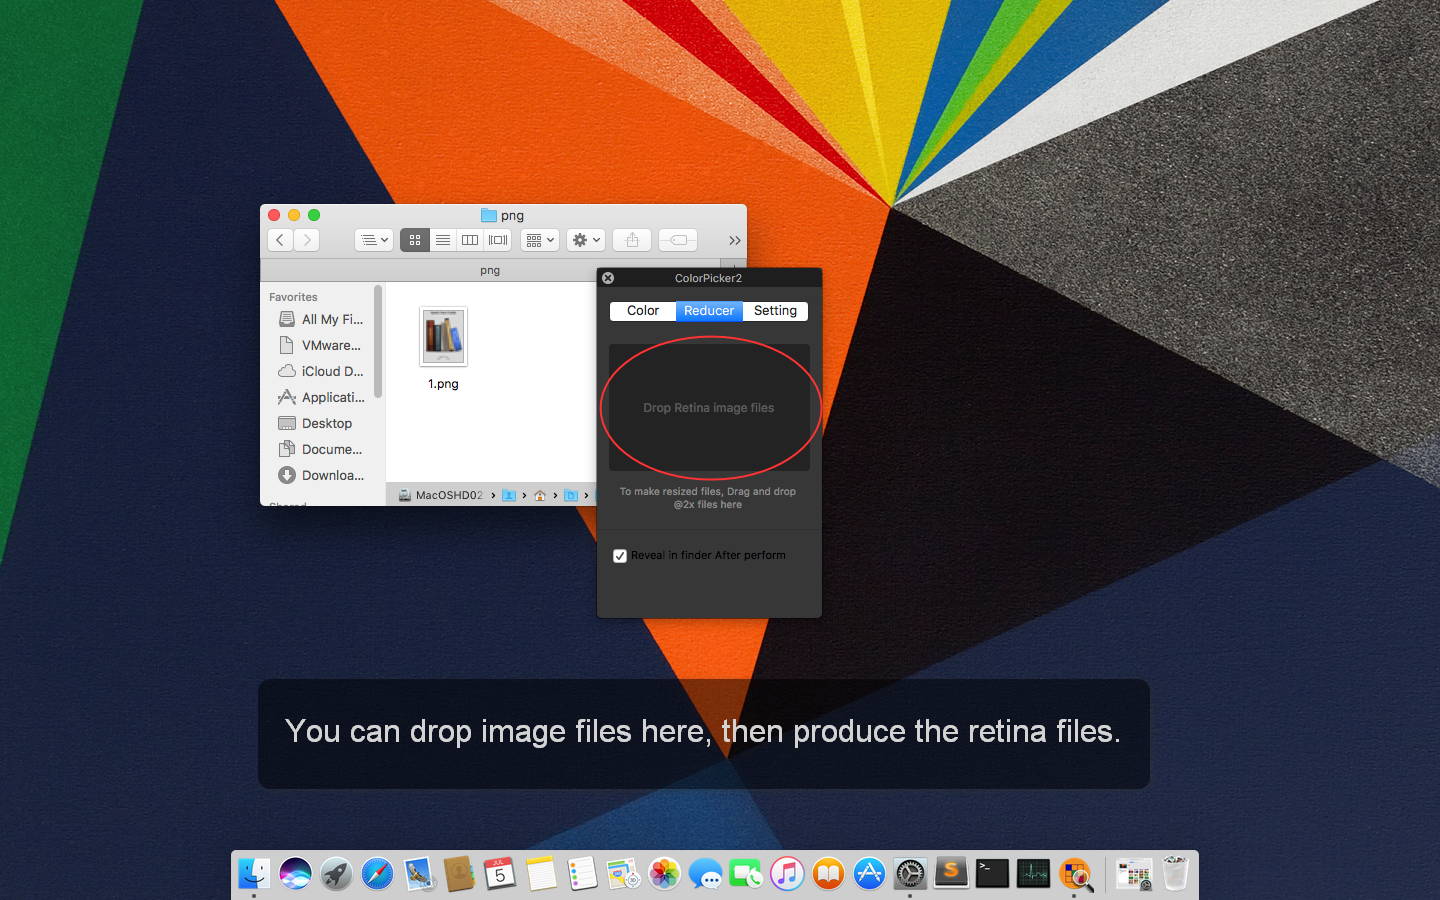 png
png
Favorites
All My Fi...
VMware...
iCloud D...
Applicati...
Desktop
Docume...
Downloa...
Shared
1.png
MacOSHD02
ColorPicker2
Color
Reducer
Setting
Drop Retina image files
To make resized files, Drag and drop
@2x files here
Reveal in finder After perform
You can drop image files here, then produce the retina files.
JUL
5